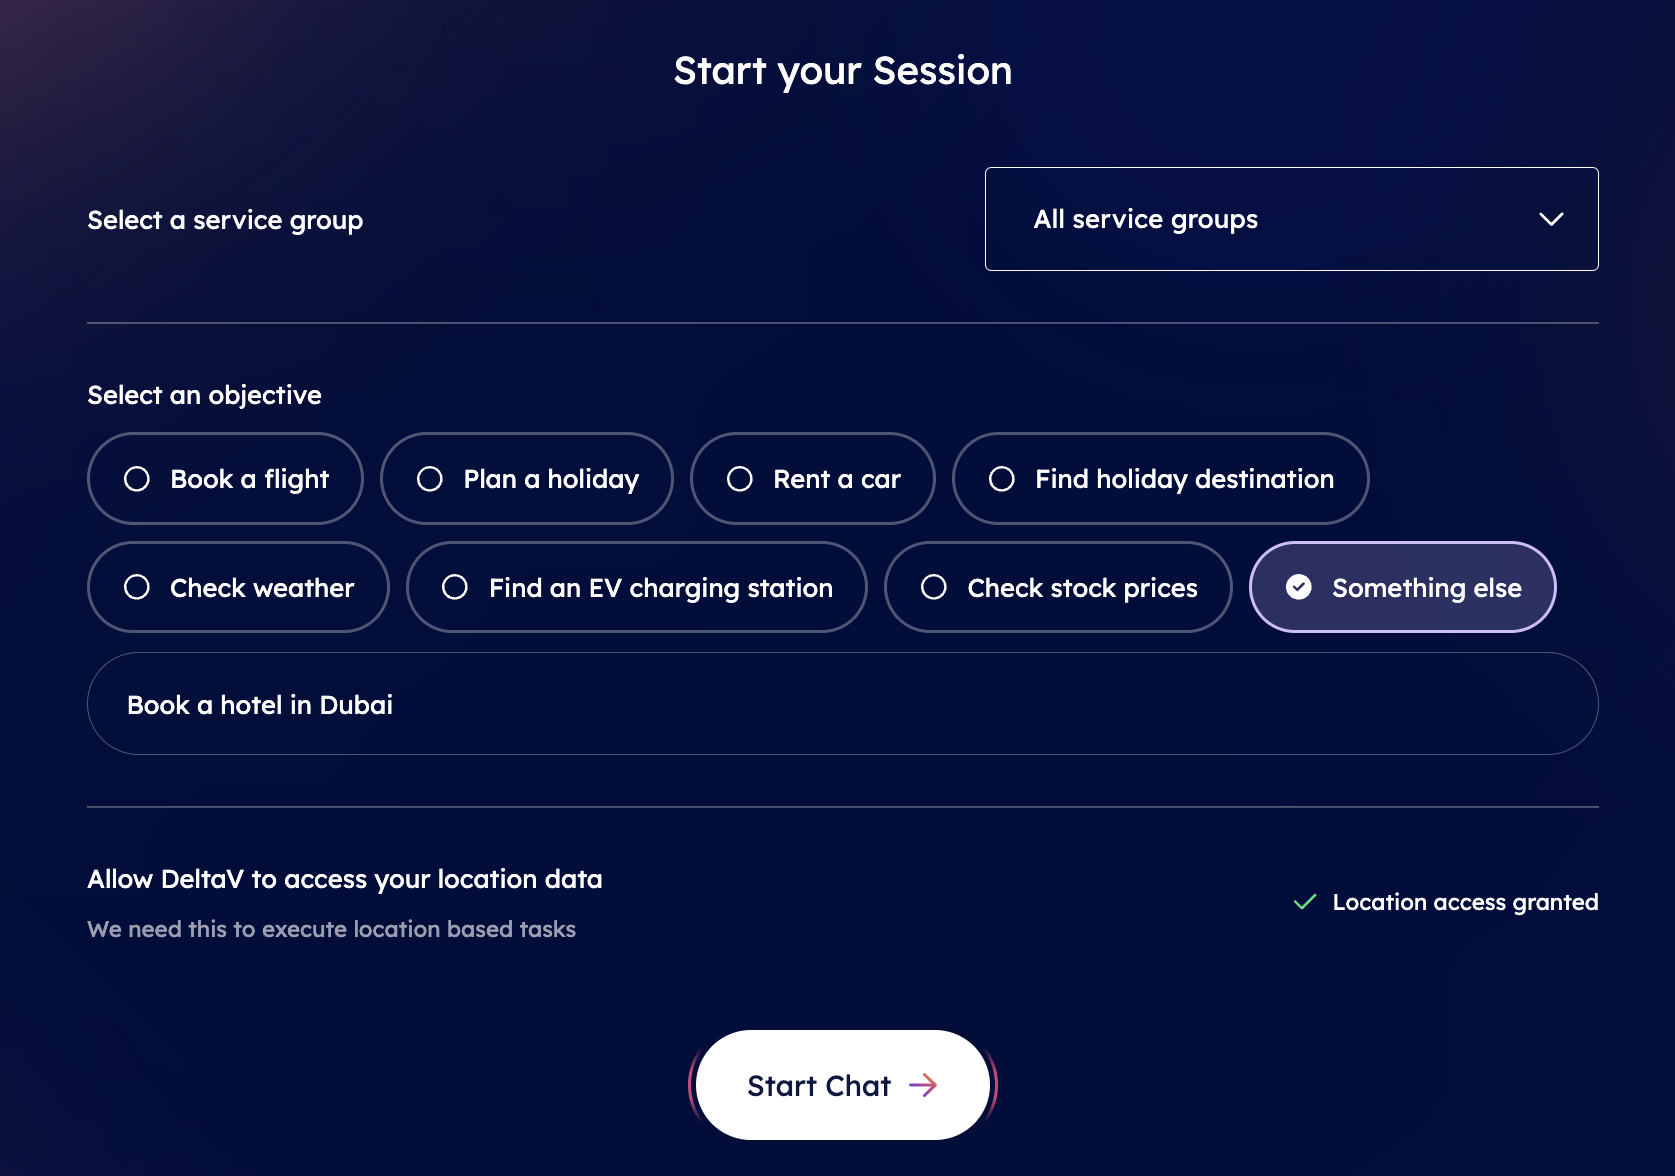 Start your Session
Select a service group
All service groups
Select an objective
Book a flight
Plan a holiday
Rent a car
Find holiday destination
Check weather
Find an EV charging station
Check stock prices
Something else
Book a hotel in Dubai
Allow DeltaV to access your location data
We need this to execute location based tasks
Location access granted
Start Chat